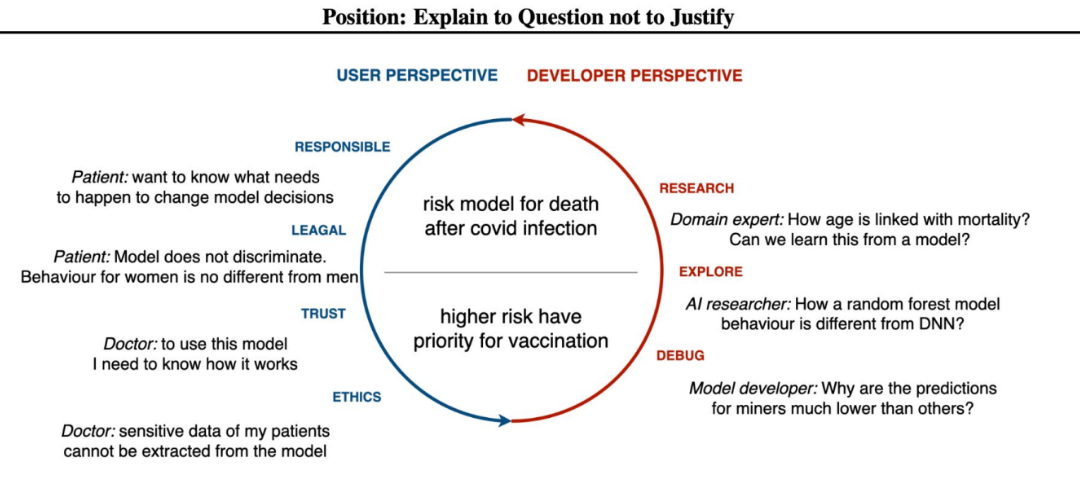 Position: Explain to Question not to Justify
USER PERSPECTIVE
DEVELOPER PERSPECTIVE
RESPONSIBLE
Patient: want to know what needs
to happen to change model decisions
LEAGAL
Patient: Model does not discriminate.
Behaviour for women is no different from men
TRUST
Doctor: to use this model
I need to know how it works
ETHICS
Doctor: sensitive data of my patients
cannot be extracted from the model
risk model for death
after covid infection
higher risk have
priority for vaccination
RESEARCH
Domain expert: How age is linked with mortality?
Can we learn this from a model?
EXPLORE
AI researcher: How a random forest model
behaviour is different from DNN?
DEBUG
Model developer: Why are the predictions
for miners much lower than others?